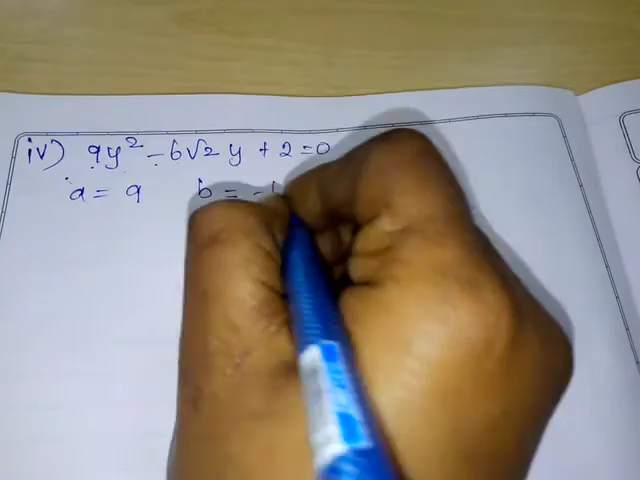 iv) 9y² - 6√2 y + 2 = 0
a = 9 b = -